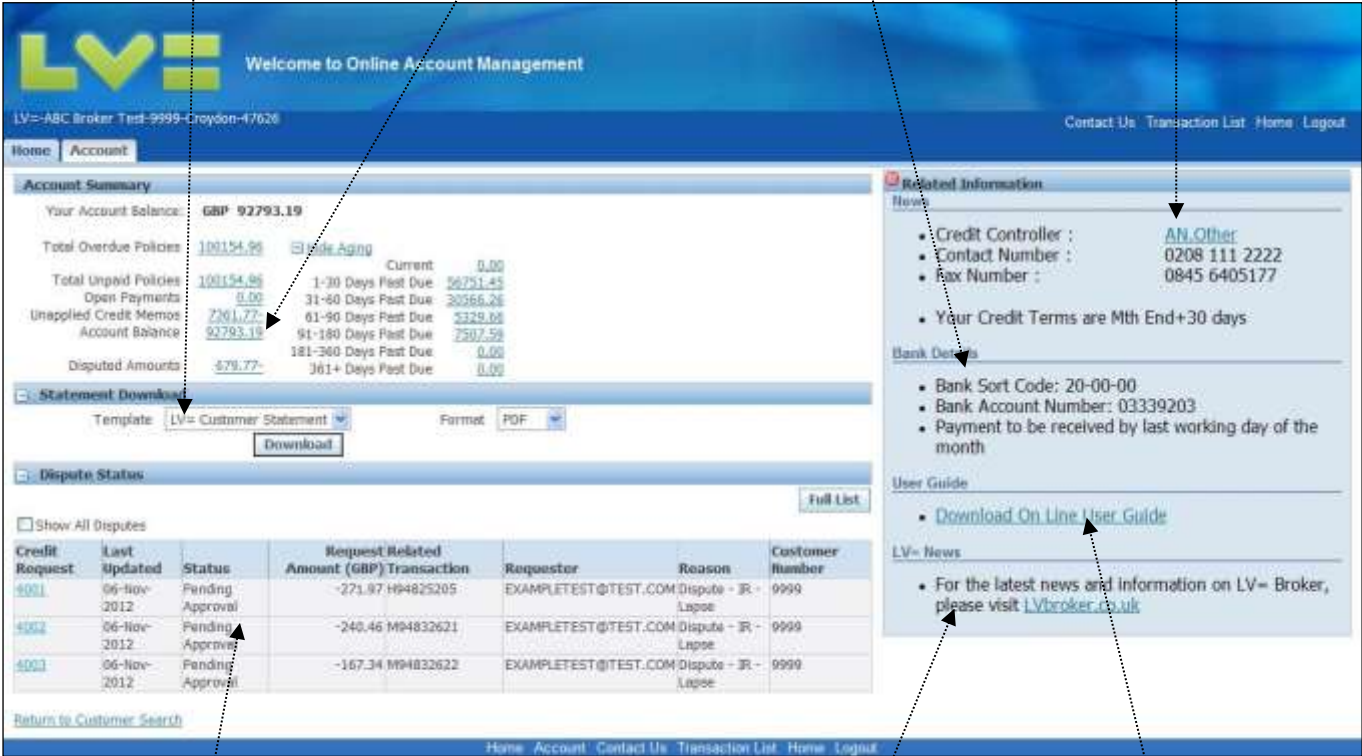 LV=
Welcome to Online Account Management
LV=-ABC Broker Test-9999-Croydon-47626
Contact Us Transaction List Home Logout
Home Account
Account Summary
Your Account Balance: GBP 92793.19
Total Overdue Policies 100154.96 Hide Aging
Current 0.00
Total Unpaid Policies 100154.96 1-30 Days Past Due 56751.45
Open Payments 0.00 31-60 Days Past Due 30566.26
Unapplied Credit Memos 7361.77- 61-90 Days Past Due 5329.66
Account Balance 92793.19 91-180 Days Past Due 7507.59
181-360 Days Past Due 0.00
Disputed Amounts 679.77- 361+ Days Past Due 0.00
Statement Download
Template LV= Customer Statement Format PDF
Download
Dispute Status
Full List
Show All Disputes
Credit Request Last Updated Status Request Amount (GBP) Related Transaction Requestor Reason Customer Number
4001 06-Nov-2012 Pending Approval -271.97 M94825205 EXAMPLETEST@TEST.COM Dispute - IR - Lapse 9999
4002 06-Nov-2012 Pending Approval -240.46 M94832621 EXAMPLETEST@TEST.COM Dispute - IR - Lapse 9999
4003 06-Nov-2012 Pending Approval -167.34 M94832622 EXAMPLETEST@TEST.COM Dispute - IR - Lapse 9999
Return to Customer Search
Related Information
News
Credit Controller : AN.Other
Contact Number : 0208 111 2222
Fax Number : 0845 6405177
Your Credit Terms are Mth End+30 days
Bank Details
Bank Sort Code: 20-00-00
Bank Account Number: 03339203
Payment to be received by last working day of the
month
User Guide
Download On Line User Guide
LV= News
For the latest news and information on LV= Broker,
please visit LVbroker.co.uk
Home Account Contact Us Transaction List Home Logout